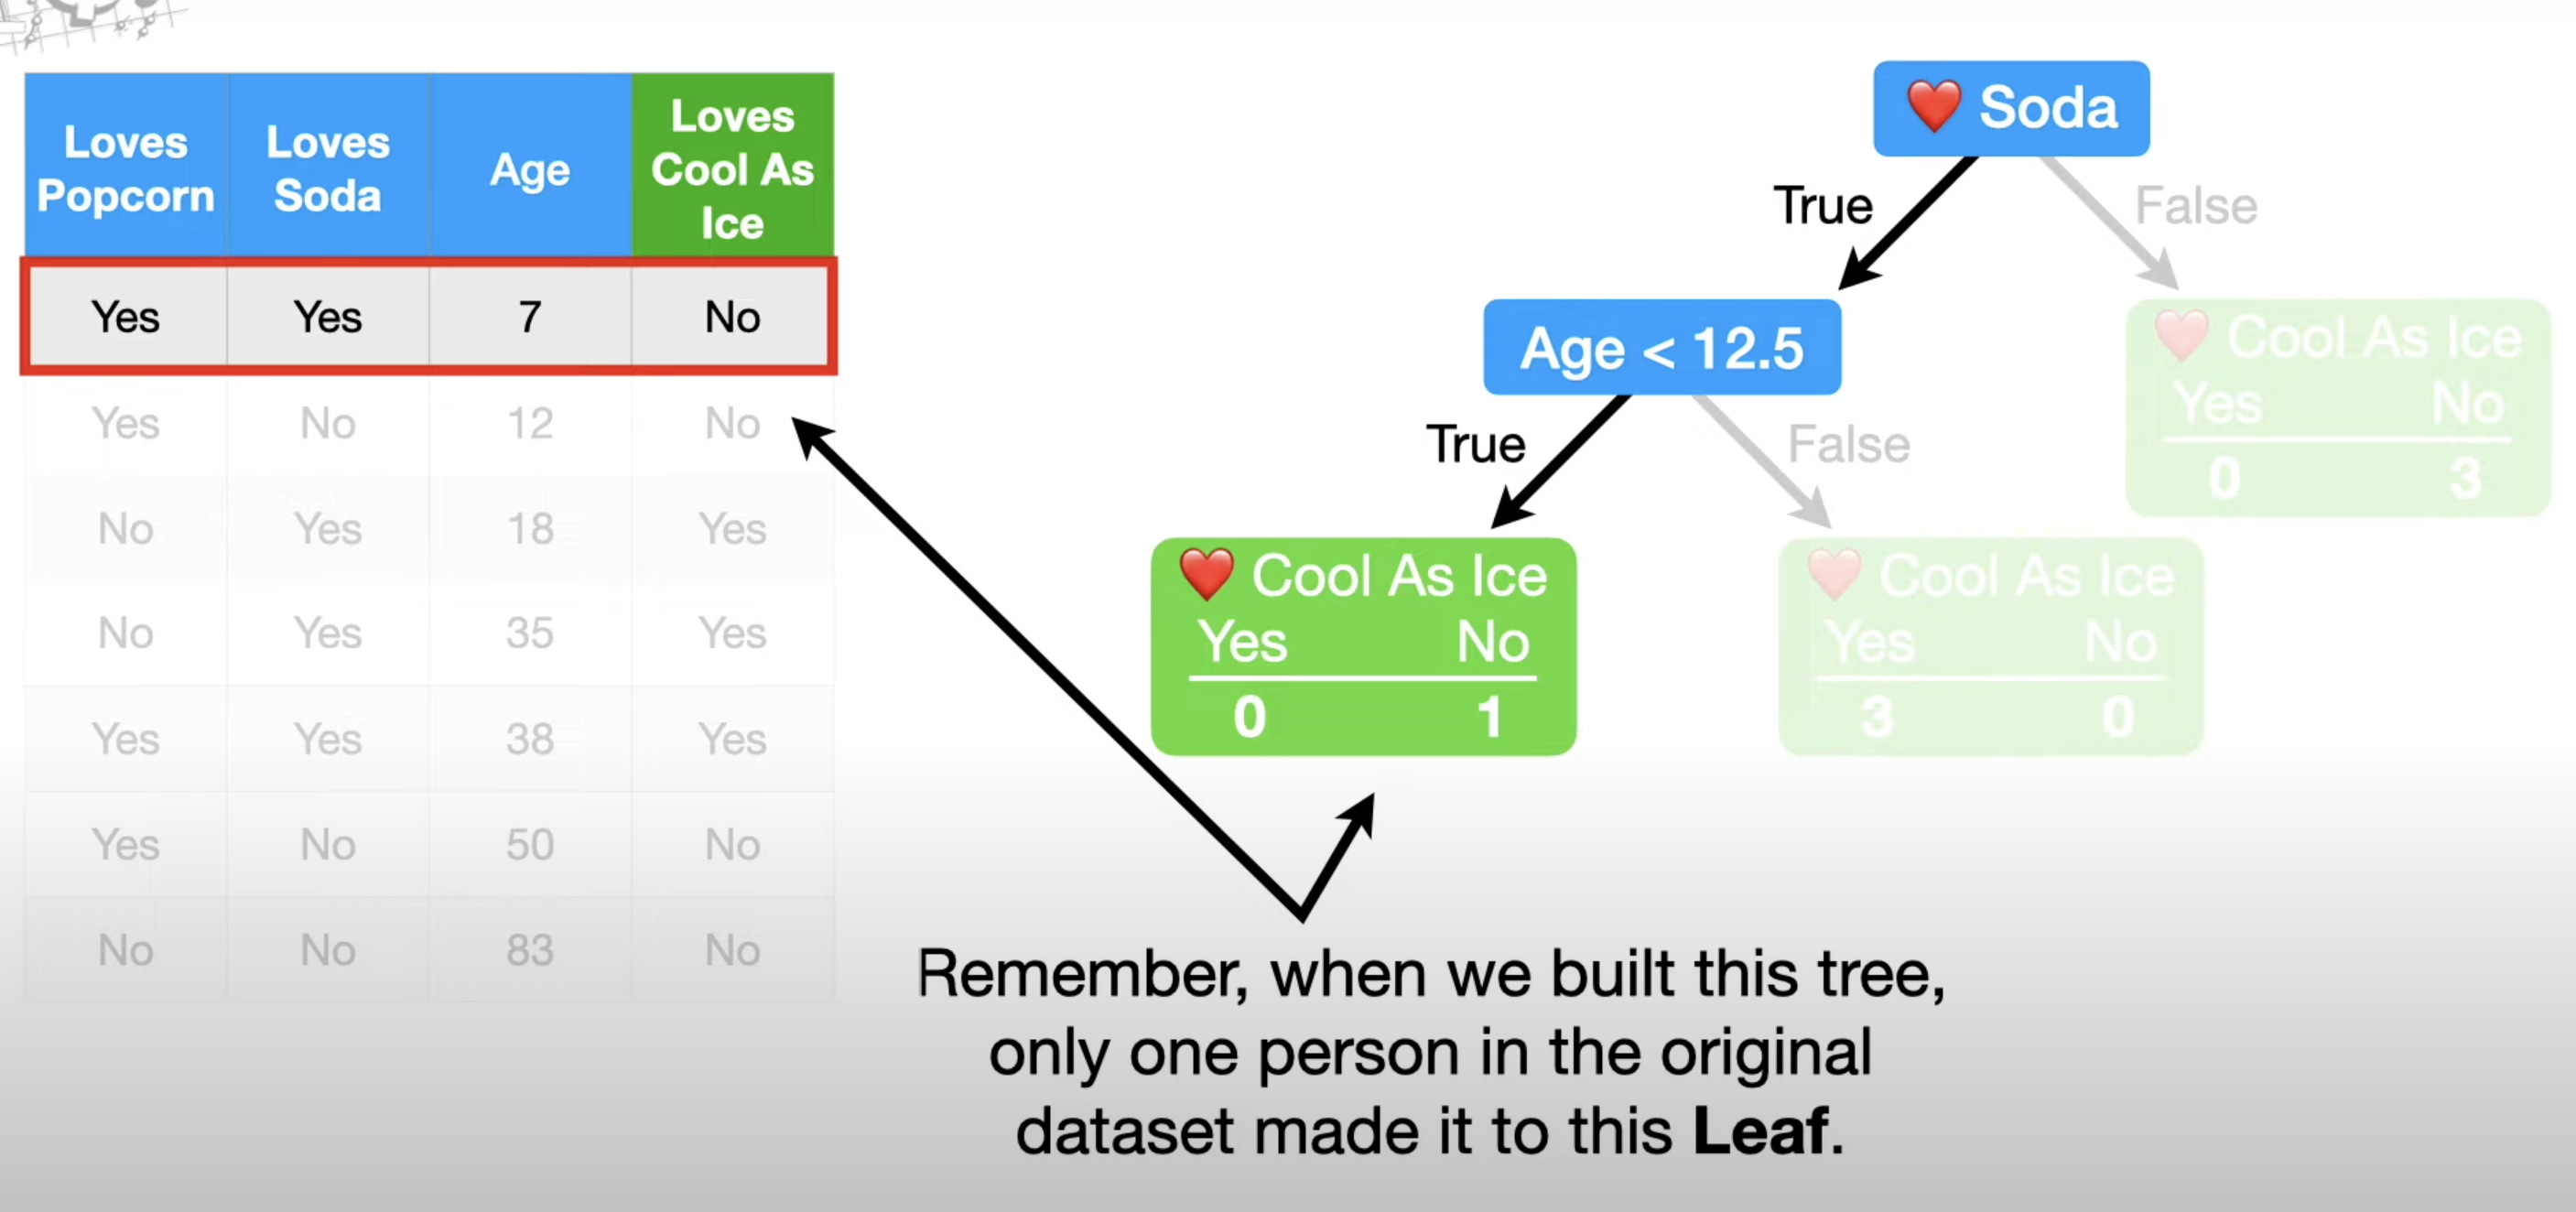 Loves Popcorn	Loves Soda	Age	Loves Cool As Ice
Yes	Yes	7	No
Yes	No	12	No
No	Yes	18	Yes
No	Yes	35	Yes
Yes	Yes	38	Yes
Yes	No	50	No
No	No	83	No
❤️ Soda
True	False
Age < 12.5
True	False
❤️ Cool As Ice
Yes	No
0	3
❤️ Cool As Ice
Yes	No
0	1
❤️ Cool As Ice
Yes	No
3	0
Remember, when we built this tree,
only one person in the original
dataset made it to this Leaf.